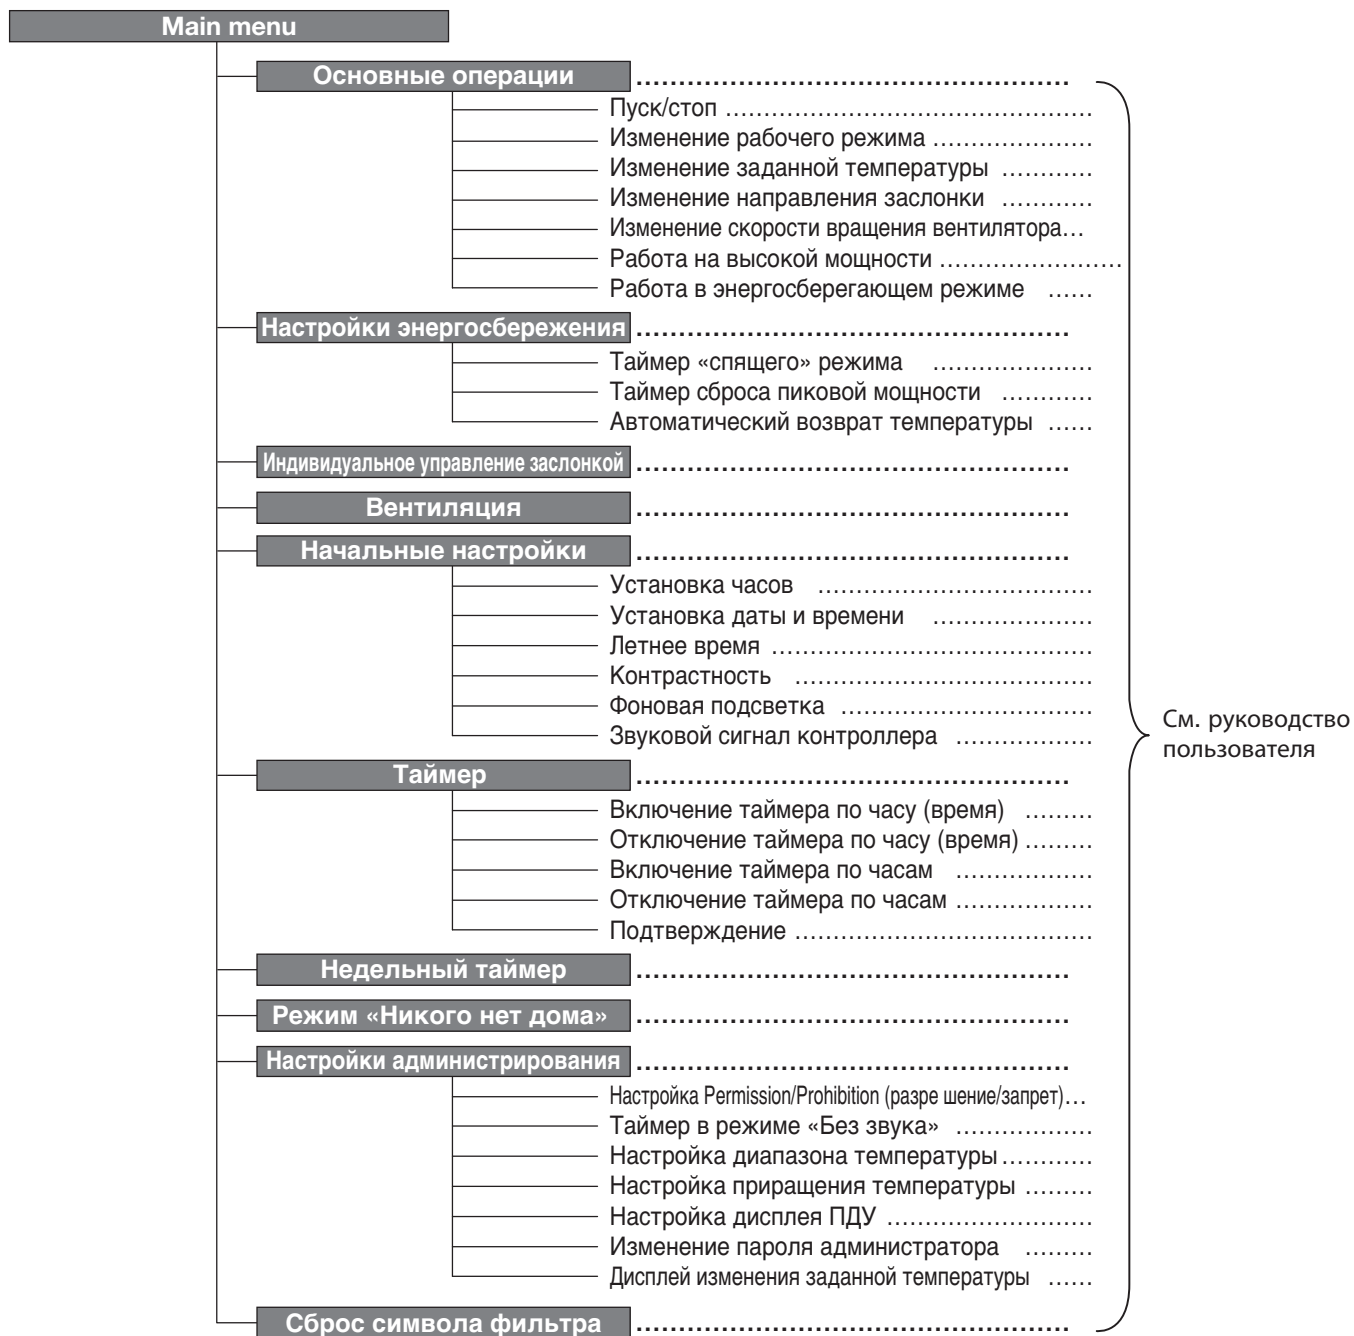 Main menu
Основные операции ......................................................
Пуск/стоп ................................................
Изменение рабочего режима .....................
Изменение заданной температуры ............
Изменение направления заслонки ............
Изменение скорости вращения вентилятора...
Работа на высокой мощности ........................
Работа в энергосберегающем режиме ......
Настройки энергосбережения ......................................................
Таймер «спящего» режима .....................
Таймер сброса пиковой мощности ............
Автоматический возврат температуры ......
Индивидуальное управление заслонкой ......................................................
Вентиляция ......................................................
Начальные настройки ......................................................
Установка часов ....................................
Установка даты и времени .....................
Летнее время ..........................................
Контрастность .......................................
Фоновая подсветка .................................
Звуковой сигнал контроллера ..................
См. руководство
пользователя
Таймер ......................................................
Включение таймера по часу (время) .........
Отключение таймера по часу (время) .........
Включение таймера по часам ..................
Отключение таймера по часам ..................
Подтверждение .......................................
Недельный таймер ......................................................
Режим «Никого нет дома» ......................................................
Настройки администрирования ......................................................
Настройка Permission/Prohibition (разре шение/запрет)...
Таймер в режиме «Без звука» ..................
Настройка диапазона температуры ............
Настройка приращения температуры .........
Настройка дисплея ПДУ ...........................
Изменение пароля администратора .........
Дисплей изменения заданной температуры ......
Сброс символа фильтра ......................................................